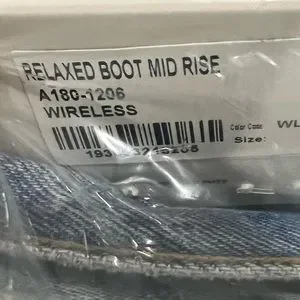 RELAXED BOOT MID RISE
A180-1206
WIRELESS
Color Code: WL
Size: